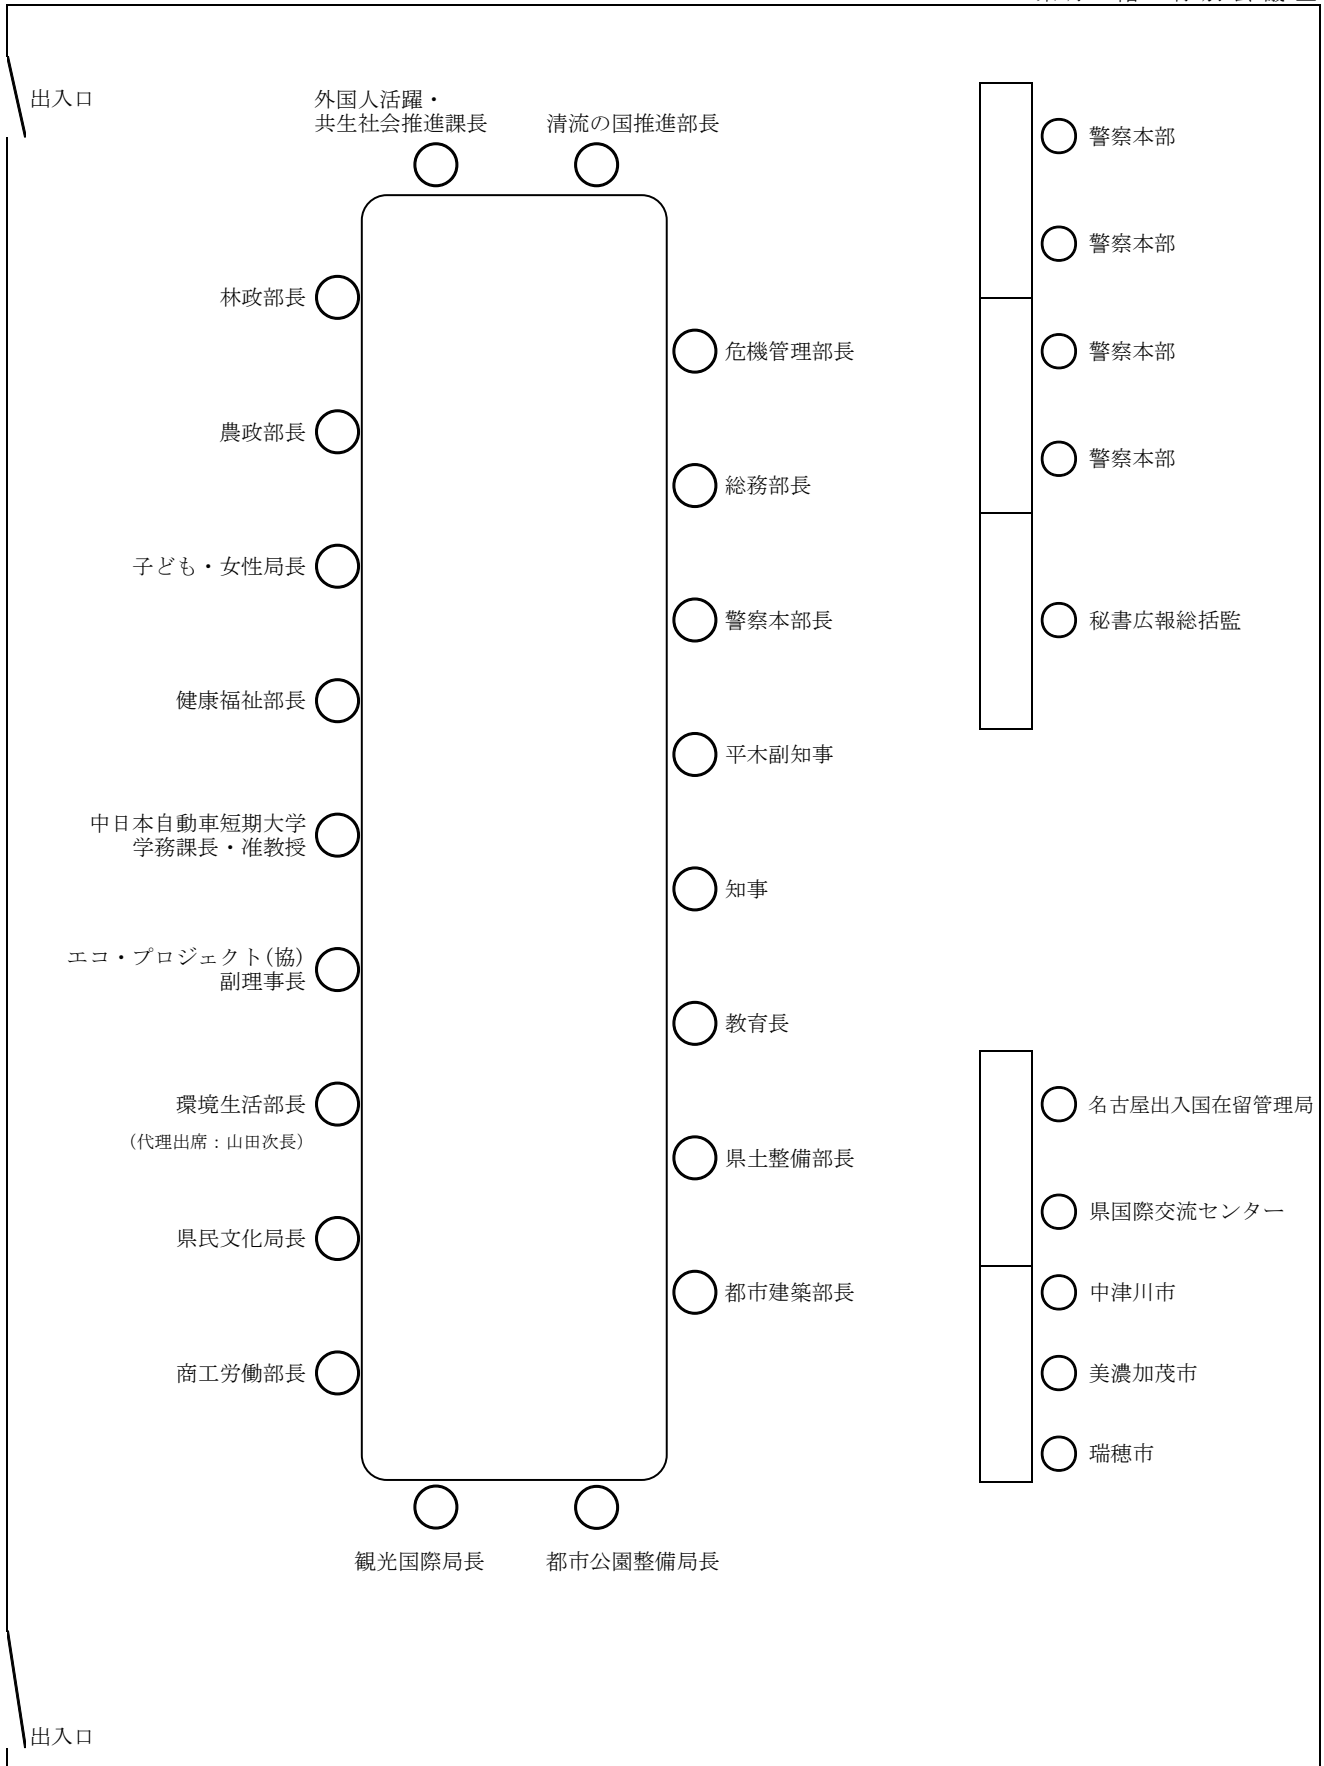 出入口
外国人活躍・
共生社会推進課長
清流の国推進部長
警察本部
警察本部
林政部長
危機管理部長
警察本部
農政部長
総務部長
警察本部
子ども・女性局長
警察本部長
秘書広報総括監
健康福祉部長
平木副知事
中日本自動車短期大学
学務課長・准教授
知事
エコ・プロジェクト(協)
副理事長
教育長
環境生活部長
(代理出席：山田次長)
名古屋出入国在留管理局
県土整備部長
県国際交流センター
県民文化局長
都市建築部長
中津川市
商工労働部長
美濃加茂市
瑞穂市
観光国際局長
都市公園整備局長
出入口